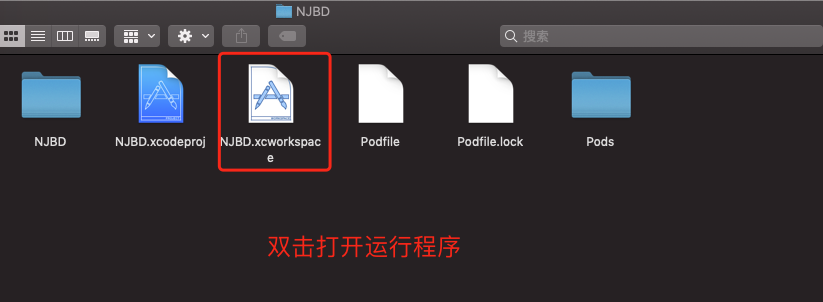 NJBD
搜索
NJBD
NJBD.xcodeproj
NJBD.xcworkspac
e
Podfile
Podfile.lock
Pods
双击打开运行程序